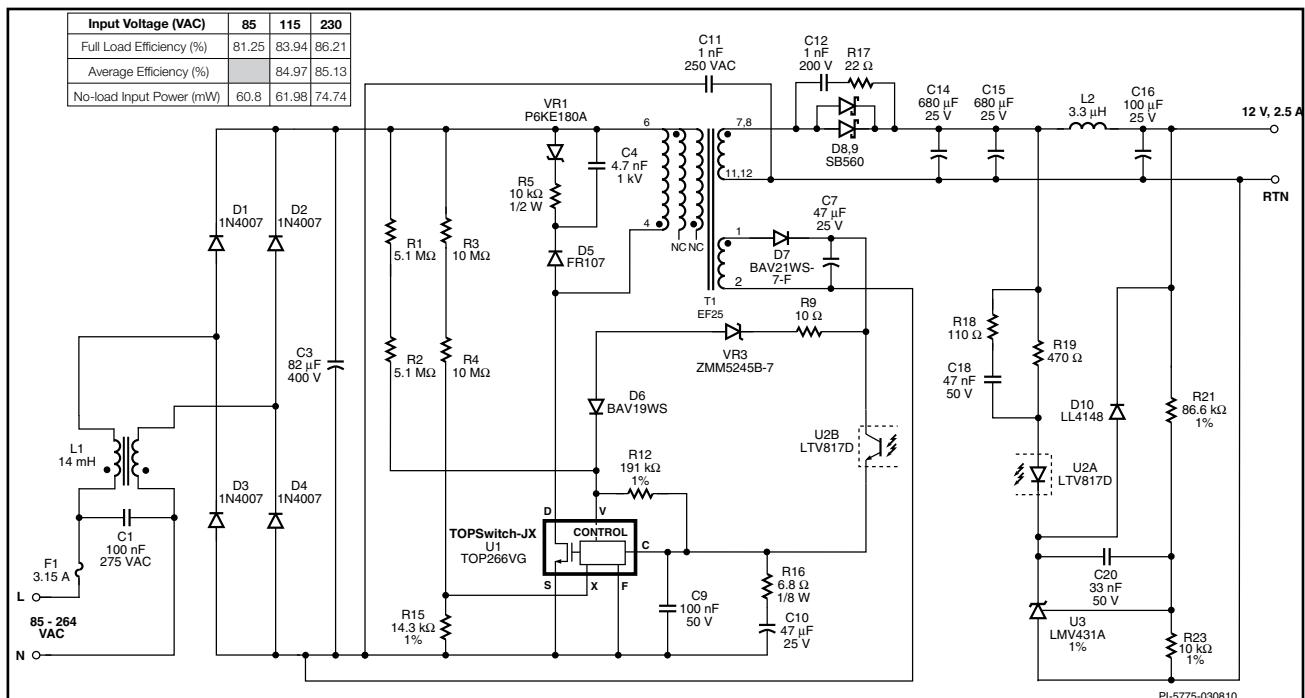 Input Voltage (VAC) 85 115 230
Full Load Efficiency (%) 81.25 83.94 86.21
Average Efficiency (%) 84.97 85.13
No-load Input Power (mW) 60.8 61.98 74.74
C11
1 nF
250 VAC
C12
1 nF
200 V
R17
22 Ω
D8,9
SB560
C14
680 µF
25 V
C15
680 µF
25 V
L2
3.3 µH
C16
100 µF
25 V
12 V, 2.5 A
RTN
VR1
P6KE180A
C4
4.7 nF
1 kV
R5
10 kΩ
1/2 W
D5
FR107
6
4
NC NC
7,8
11,12
1
2
T1
EF25
D7
BAV21WS-
7-F
C7
47 µF
25 V
D1
1N4007
D2
1N4007
R1
5.1 MΩ
R3
10 MΩ
R2
5.1 MΩ
R4
10 MΩ
C3
82 µF
400 V
R9
10 Ω
VR3
ZMM5245B-7
D6
BAV19WS
R18
110 Ω
R19
470 Ω
C18
47 nF
50 V
D10
LL4148
R21
86.6 kΩ
1%
U2B
LTV817D
U2A
LTV817D
L1
14 mH
D3
1N4007
D4
1N4007
C1
100 nF
275 VAC
F1
3.15 A
L
85 - 264
VAC
N
R12
191 kΩ
1%
D
V
TOPSwitch-JX
U1
TOP266VG
CONTROL
C
S
X
F
R15
14.3 kΩ
1%
C9
100 nF
50 V
R16
6.8 Ω
1/8 W
C10
47 µF
25 V
C20
33 nF
50 V
U3
LMV431A
1%
R23
10 kΩ
1%
PI-5775-030810